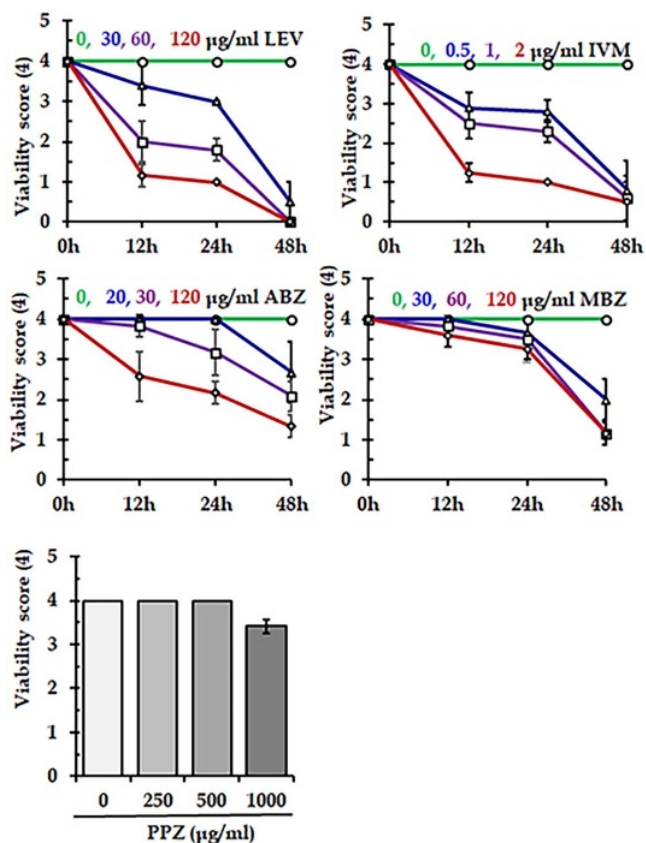 0, 30, 60, 120 µg/ml LEV
Viability score (4)
5
4
3
2
1
0
0h 12h 24h 48h
0, 0.5, 1, 2 µg/ml IVM
Viability score (4)
5
4
3
2
1
0
0h 12h 24h 48h
0, 20, 30, 120 µg/ml ABZ
Viability score (4)
5
4
3
2
1
0
0h 12h 24h 48h
0, 30, 60, 120 µg/ml MBZ
Viability score (4)
5
4
3
2
1
0
0h 12h 24h 48h
Viability score (4)
5
4
3
2
1
0
0 250 500 1000
PPZ (µg/ml)